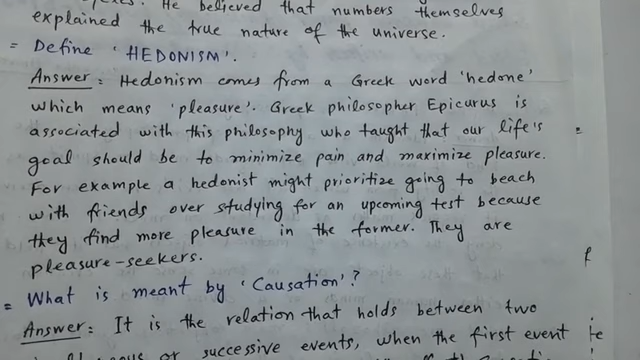 He believed that numbers themselves
explained the true nature of the universe.
= Define 'HEDONISM'.
Answer: Hedonism comes from a Greek word 'hedone'
which means 'pleasure'. Greek philosopher Epicurus is
associated with this philosophy who taught that our life's
goal should be to minimize pain and maximize pleasure.
For example a hedonist might prioritize going to beach
with friends over studying for an upcoming test because
they find more pleasure in the former. They are
pleasure-seekers.
= What is meant by 'Causation'?
Answer: It is the relation that holds between two
or successive events, when the first event